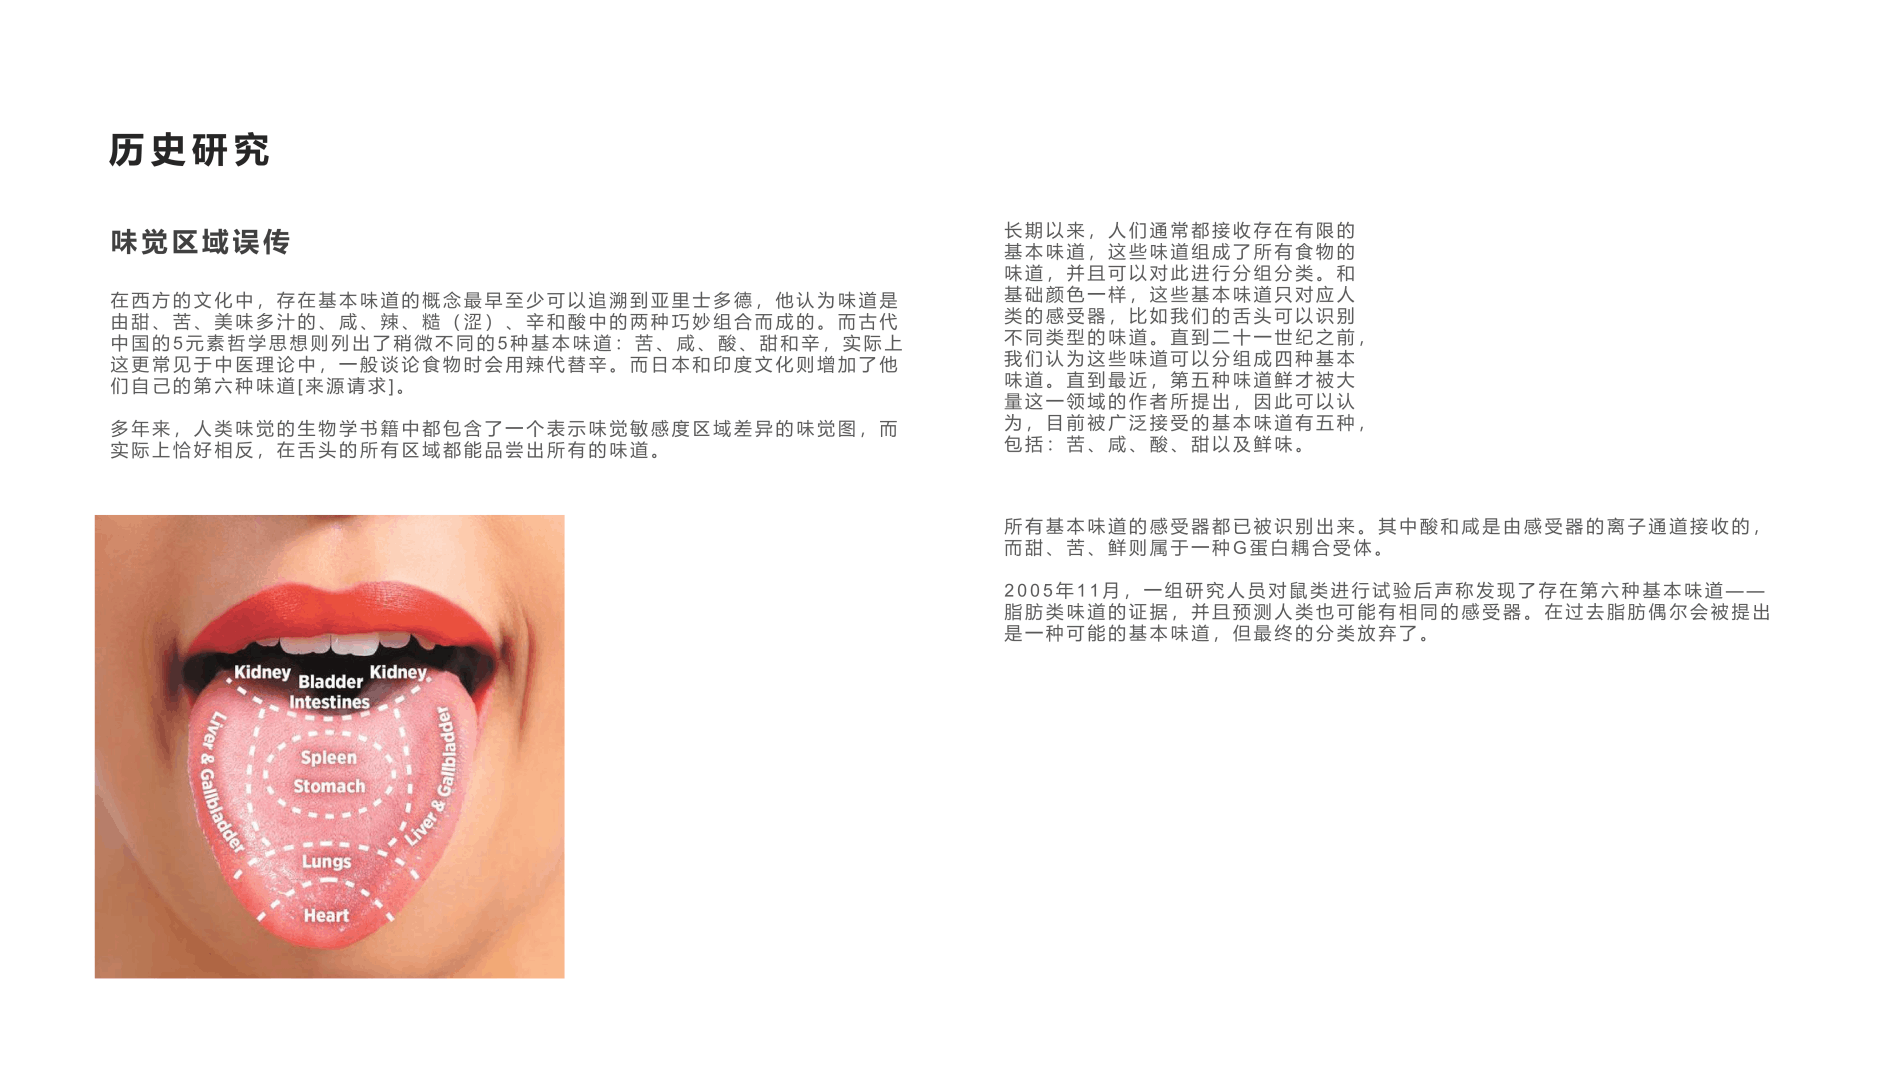 历史研究
味觉区域误传
在西方的文化中，存在基本味道的概念最早至少可以追溯到亚里士多德，他认为味道是
由甜、苦、美味多汁的、咸、辣、糙（涩）、辛和酸中的两种巧妙组合而成的。而古代
中国的5元素哲学思想则列出了稍微不同的5种基本味道：苦、咸、酸、甜和辛，实际上
这更常见于中医理论中，一般谈论食物时会用辣代替辛。而日本和印度文化则增加了他
们自己的第六种味道[来源请求]。
多年来，人类味觉的生物学书籍中都包含了一个表示味觉敏感度区域差异的味觉图，而
实际上恰好相反，在舌头的所有区域都能品尝出所有的味道。
Kidney
Bladder
Kidney
Intestines
Liver & Gallbladder
Spleen
Stomach
Liver & Gallbladder
Lungs
Heart
长期以来，人们通常都接收存在有限的
基本味道，这些味道组成了所有食物的
味道，并且可以对此进行分组分类。和
基础颜色一样，这些基本味道只对应人
类的感受器，比如我们的舌头可以识别
不同类型的味道。直到二十一世纪之前，
我们认为这些味道可以分组成四种基本
味道。直到最近，第五种味道鲜才被大
量这一领域的作者所提出，因此可以认
为，目前被广泛接受的基本味道有五种，
包括：苦、咸、酸、甜以及鲜味。
所有基本味道的感受器都已被识别出来。其中酸和咸是由感受器的离子通道接收的，
而甜、苦、鲜则属于一种G蛋白耦合受体。
2005年11月，一组研究人员对鼠类进行试验后声称发现了存在第六种基本味道——
脂肪类味道的证据，并且预测人类也可能有相同的感受器。在过去脂肪偶尔会被提出
是一种可能的基本味道，但最终的分类放弃了。